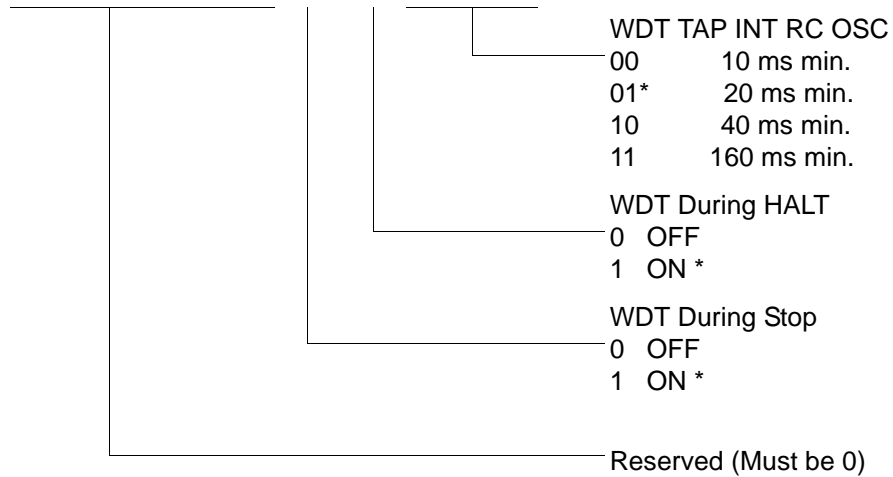 WDT TAP INT RC OSC
00 10 ms min.
01* 20 ms min.
10 40 ms min.
11 160 ms min.
WDT During HALT
0 OFF
1 ON *
WDT During Stop
0 OFF
1 ON *
Reserved (Must be 0)